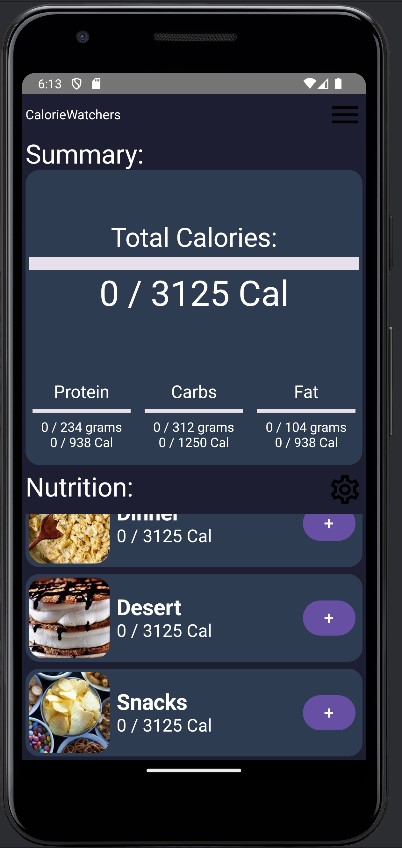 6:13
CalorieWatchers
Summary:
Total Calories:
0 / 3125 Cal
Protein
Carbs
Fat
0 / 234 grams
0 / 312 grams
0 / 104 grams
0 / 938 Cal
0 / 1250 Cal
0 / 938 Cal
Nutrition:
Dinner
+
0 / 3125 Cal
Desert
+
0 / 3125 Cal
Snacks
+
0 / 3125 Cal